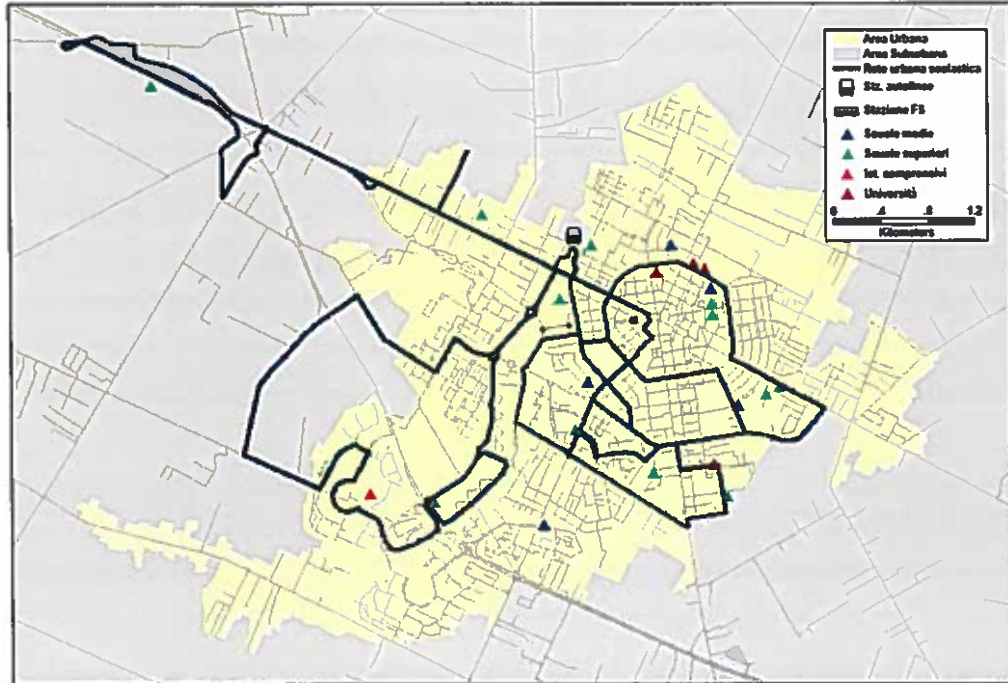 Area Urbana
Area Suburbana
Rete urbana scolastica
Stz. autolinee
Stazione FS
Scuole medie
Scuole superiori
Ist. comprensivi
Università
0 .4 .8 1.2
Kilometers